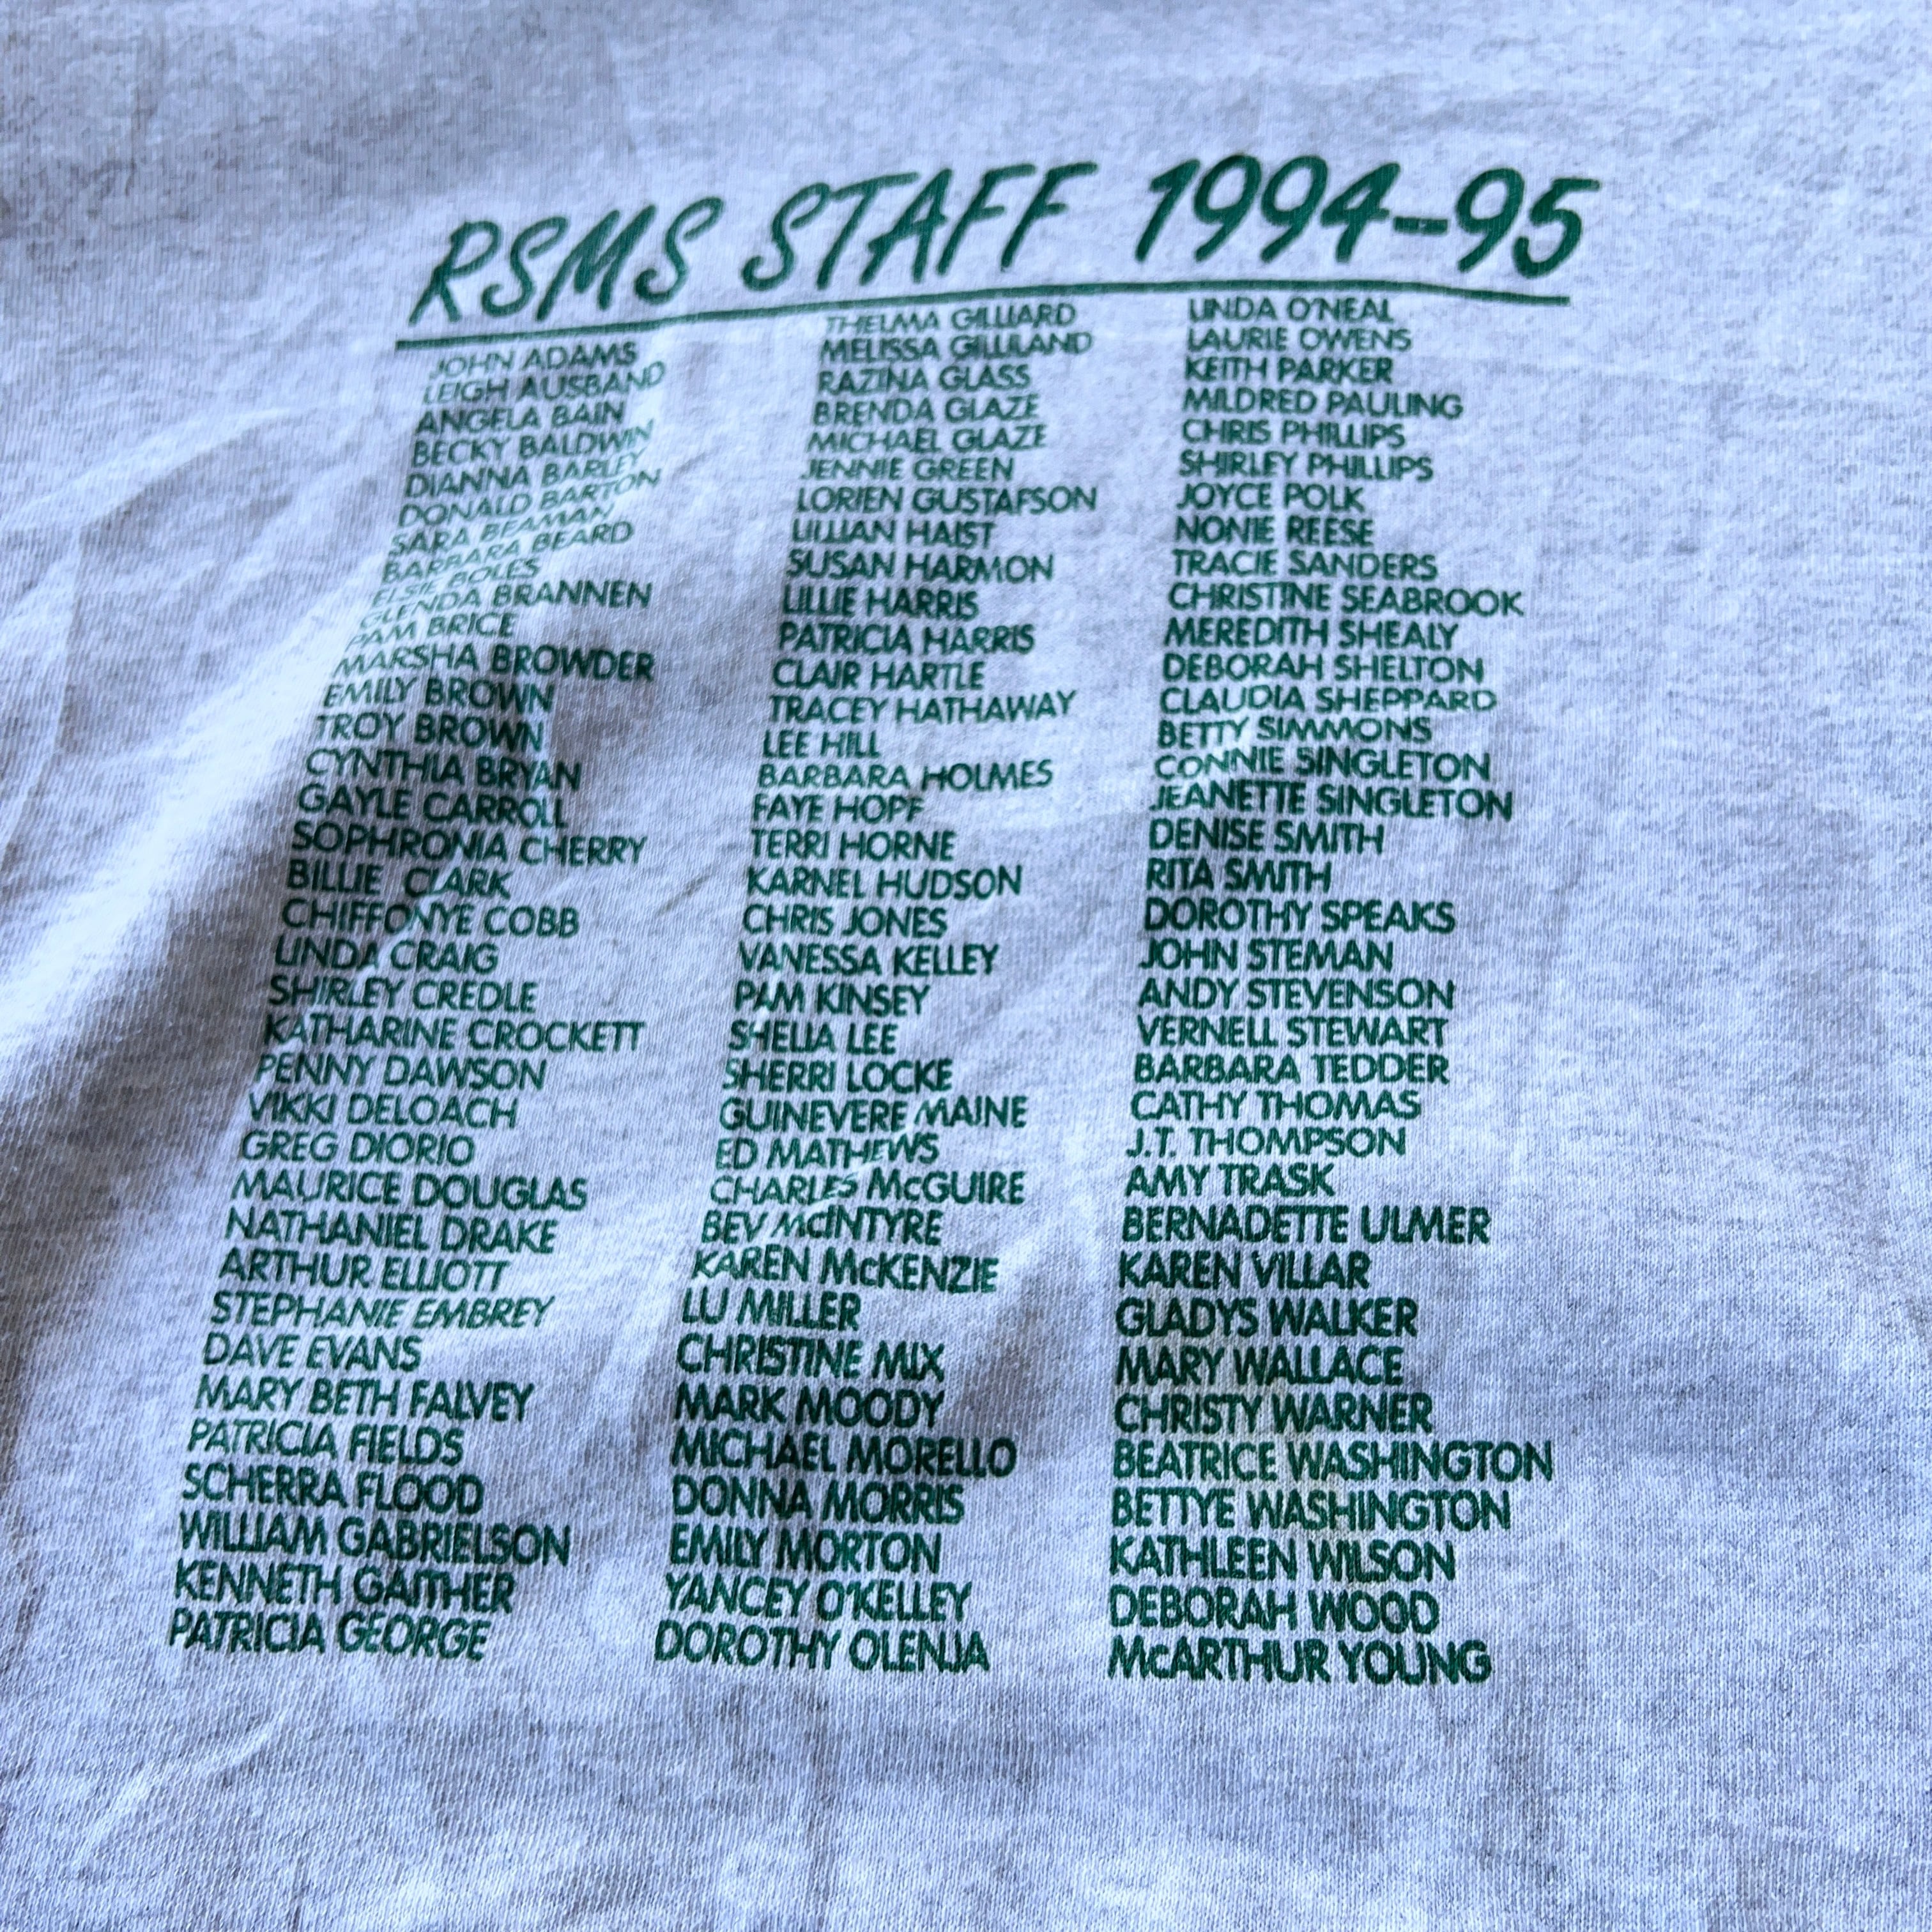 RSMS STAFF 1994-95
JOHN ADAMS
LEIGH AUSBAND
ANGELA BAIN
BECKY BALDWIN
DIANNA BARLEY
DONALD BARTON
SARA BEAMAN
BARBARA BEARD
ELSIE BOLES
GLENDA BRANNEN
PAM BRICE
MARSHA BROWDER
EMILY BROWN
TROY BROWN
CYNTHIA BRYAN
GAYLE CARROLL
SOPHRONIA CHERRY
BILLIE CLARK
CHIFFONYE COBB
LINDA CRAIG
SHIRLEY CREDLE
KATHARINE CROCKETT
PENNY DAWSON
VIKKI DELOACH
GREG DIORIO
MAURICE DOUGLAS
NATHANIEL DRAKE
ARTHUR ELLIOTT
STEPHANIE EMBREY
DAVE EVANS
MARY BETH FALVEY
PATRICIA FIELDS
SCHERRA FLOOD
WILLIAM GABRIELSON
KENNETH GAITHER
PATRICIA GEORGE
THELMA GILLIARD
MELISSA GILLILAND
RAZINA GLASS
BRENDA GLAZE
MICHAEL GLAZE
JENNIE GREEN
LORIEN GUSTAFSON
LILLIAN HAIST
SUSAN HARMON
LILLIE HARRIS
PATRICIA HARRIS
CLAIR HARTLE
TRACEY HATHAWAY
LEE HILL
BARBARA HOLMES
FAYE HOPF
TERRI HORNE
KARNEL HUDSON
CHRIS JONES
VANESSA KELLEY
PAM KINSEY
SHELIA LEE
SHERRI LOCKE
GUINEVERE MAINE
ED MATHEWS
CHARLES McGUIRE
BEV McINTYRE
KAREN McKENZIE
LU MILLER
CHRISTINE MIX
MARK MOODY
MICHAEL MORELLO
DONNA MORRIS
EMILY MORTON
YANCEY O'KELLEY
DOROTHY OLENJA
LINDA O'NEAL
LAURIE OWENS
KEITH PARKER
MILDRED PAULING
CHRIS PHILLIPS
SHIRLEY PHILLIPS
JOYCE POLK
NONIE REESE
TRACIE SANDERS
CHRISTINE SEABROOK
MEREDITH SHEALY
DEBORAH SHELTON
CLAUDIA SHEPPARD
BETTY SIMMONS
CONNIE SINGLETON
JEANETTE SINGLETON
DENISE SMITH
RITA SMITH
DOROTHY SPEAKS
JOHN STEMAN
ANDY STEVENSON
VERNELL STEWART
BARBARA TEDDER
CATHY THOMAS
J.T. THOMPSON
AMY TRASK
BERNADETTE ULMER
KAREN VILLAR
GLADYS WALKER
MARY WALLACE
CHRISTY WARNER
BEATRICE WASHINGTON
BETTYE WASHINGTON
KATHLEEN WILSON
DEBORAH WOOD
McARTHUR YOUNG